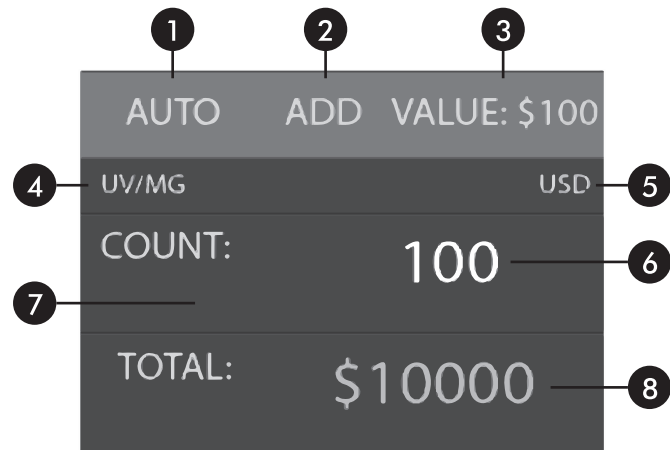 1 2 3
AUTO ADD VALUE: $100
4 UV/MG USD 5
COUNT: 100 6
7
TOTAL: $10000 8